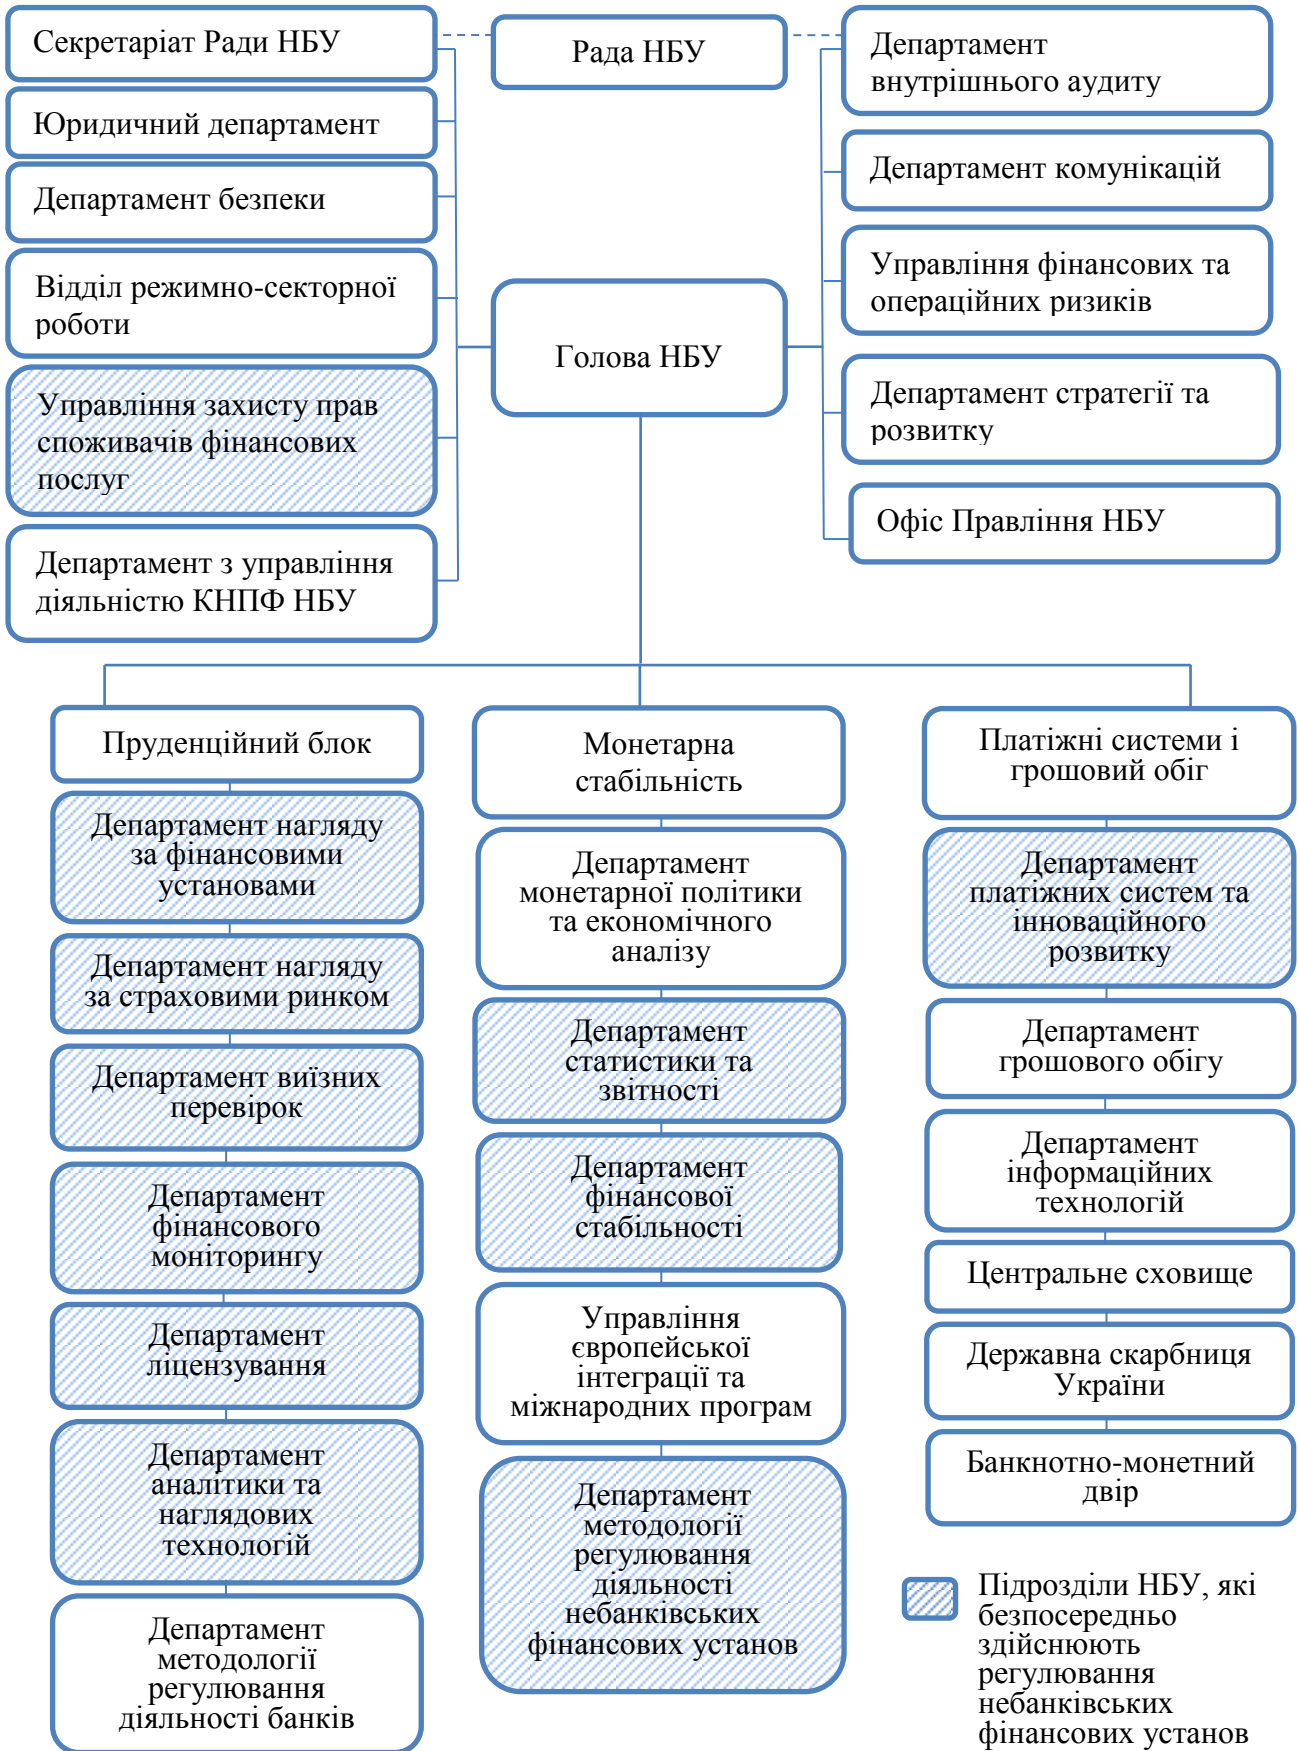 Секретаріат Ради НБУ
Юридичний департамент
Департамент безпеки
Відділ режимно-секторної
роботи
Управління захисту прав
споживачів фінансових
послуг
Департамент з управління
діяльністю КНПФ НБУ
Рада НБУ
Голова НБУ
Департамент
внутрішнього аудиту
Департамент комунікацій
Управління фінансових та
операційних ризиків
Департамент стратегії та
розвитку
Офіс Правління НБУ
Пруденційний блок
Департамент нагляду
за фінансовими
установами
Департамент нагляду
за страховими ринком
Департамент виїзних
перевірок
Департамент
фінансового
моніторингу
Департамент
ліцензування
Департамент
аналітики та
наглядових
технологій
Департамент
методології
регулювання
діяльності банків
Монетарна
стабільність
Департамент
монетарної політики
та економічного
аналізу
Департамент
статистики та
звітності
Департамент
фінансової
стабільності
Управління
європейської
інтеграції та
міжнародних програм
Департамент
методології
регулювання
діяльності
небанківських
фінансових установ
Платіжні системи і
грошовий обіг
Департамент
платіжних систем та
інноваційного
розвитку
Департамент
грошового обігу
Департамент
інформаційних
технологій
Центральне сховище
Державна скарбниця
України
Банкнотно-монетний
двір
Підрозділи НБУ, які
безпосередньо
здійснюють
регулювання
небанківських
фінансових установ